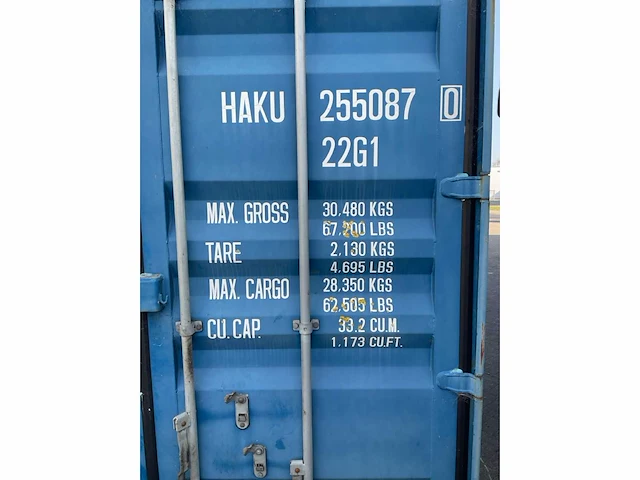 HAKU 255087 0
22G1
MAX. GROSS 30.480 KGS
67.200 LBS
TARE 2.130 KGS
4.695 LBS
MAX. CARGO 28.350 KGS
62.505 LBS
CU. CAP. 33.2 CU.M.
1.173 CU.FT.